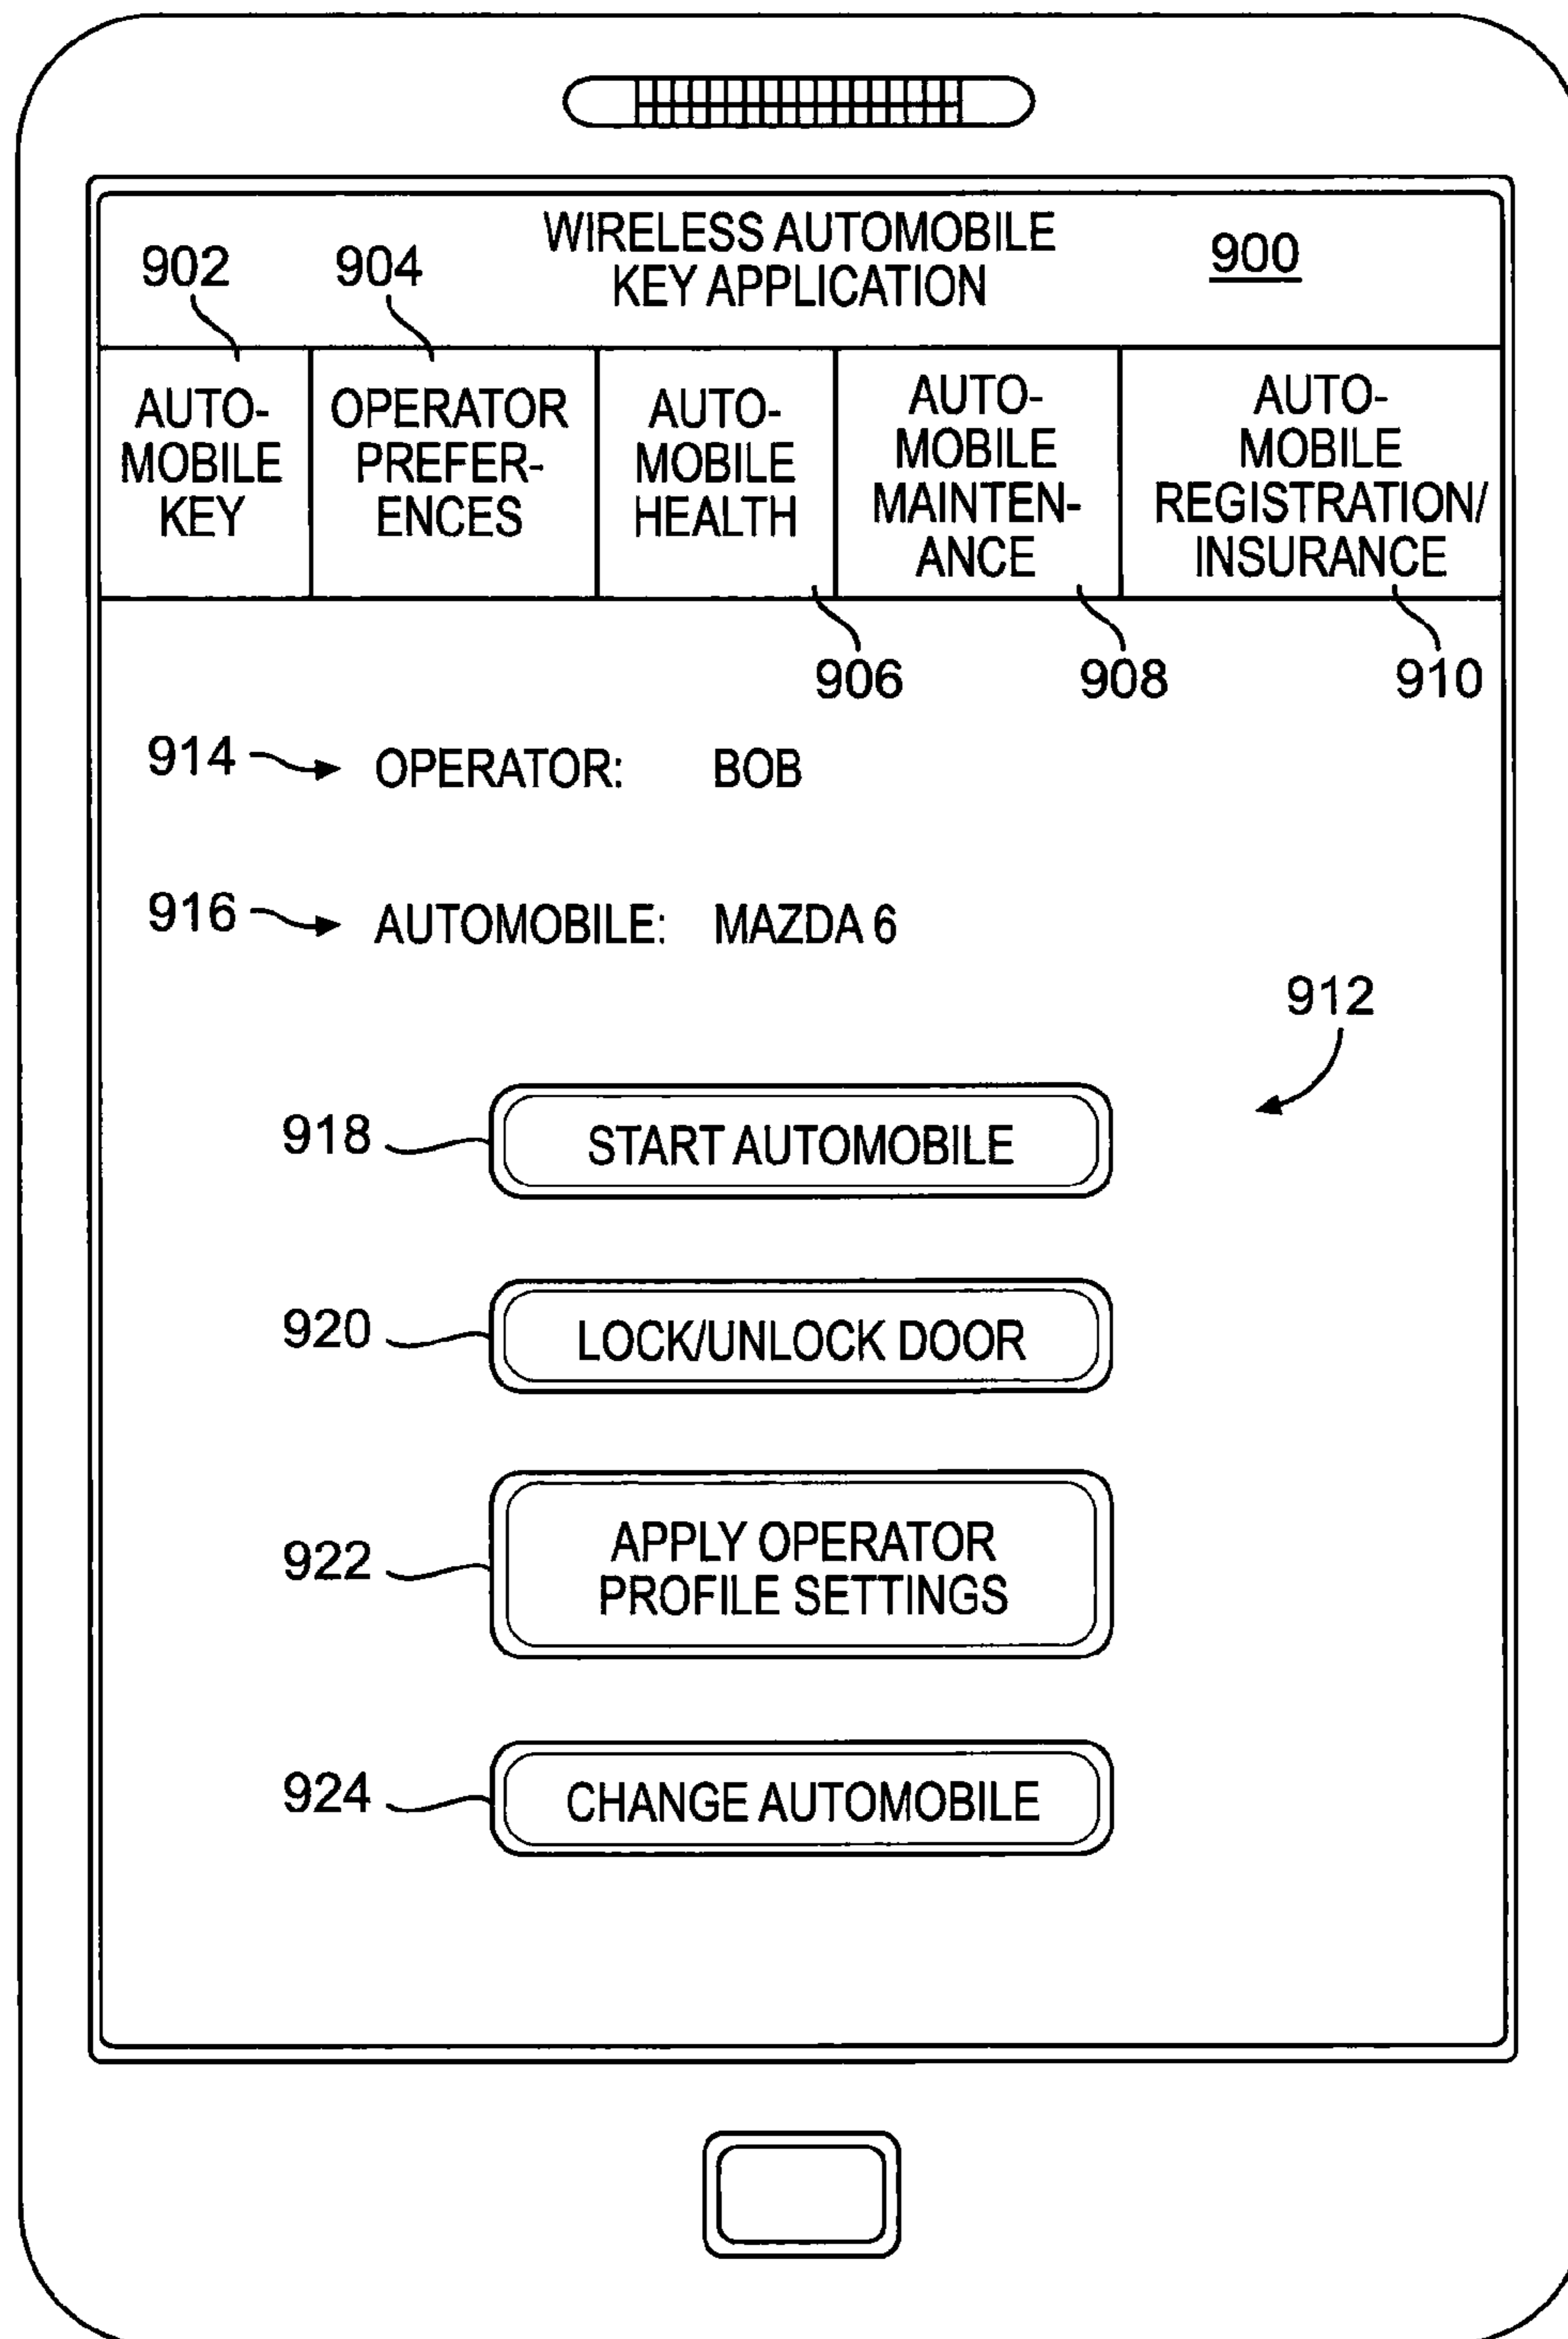 WIRELESS AUTOMOBILE
KEY APPLICATION
900
902
904
AUTO-
MOBILE
KEY
OPERATOR
PREFER-
ENCES
AUTO-
MOBILE
HEALTH
AUTO-
MOBILE
MAINTEN-
ANCE
AUTO-
MOBILE
REGISTRATION/
INSURANCE
906
908
910
914
OPERATOR: BOB
916
AUTOMOBILE: MAZDA 6
912
918
START AUTOMOBILE
920
LOCK/UNLOCK DOOR
922
APPLY OPERATOR
PROFILE SETTINGS
924
CHANGE AUTOMOBILE